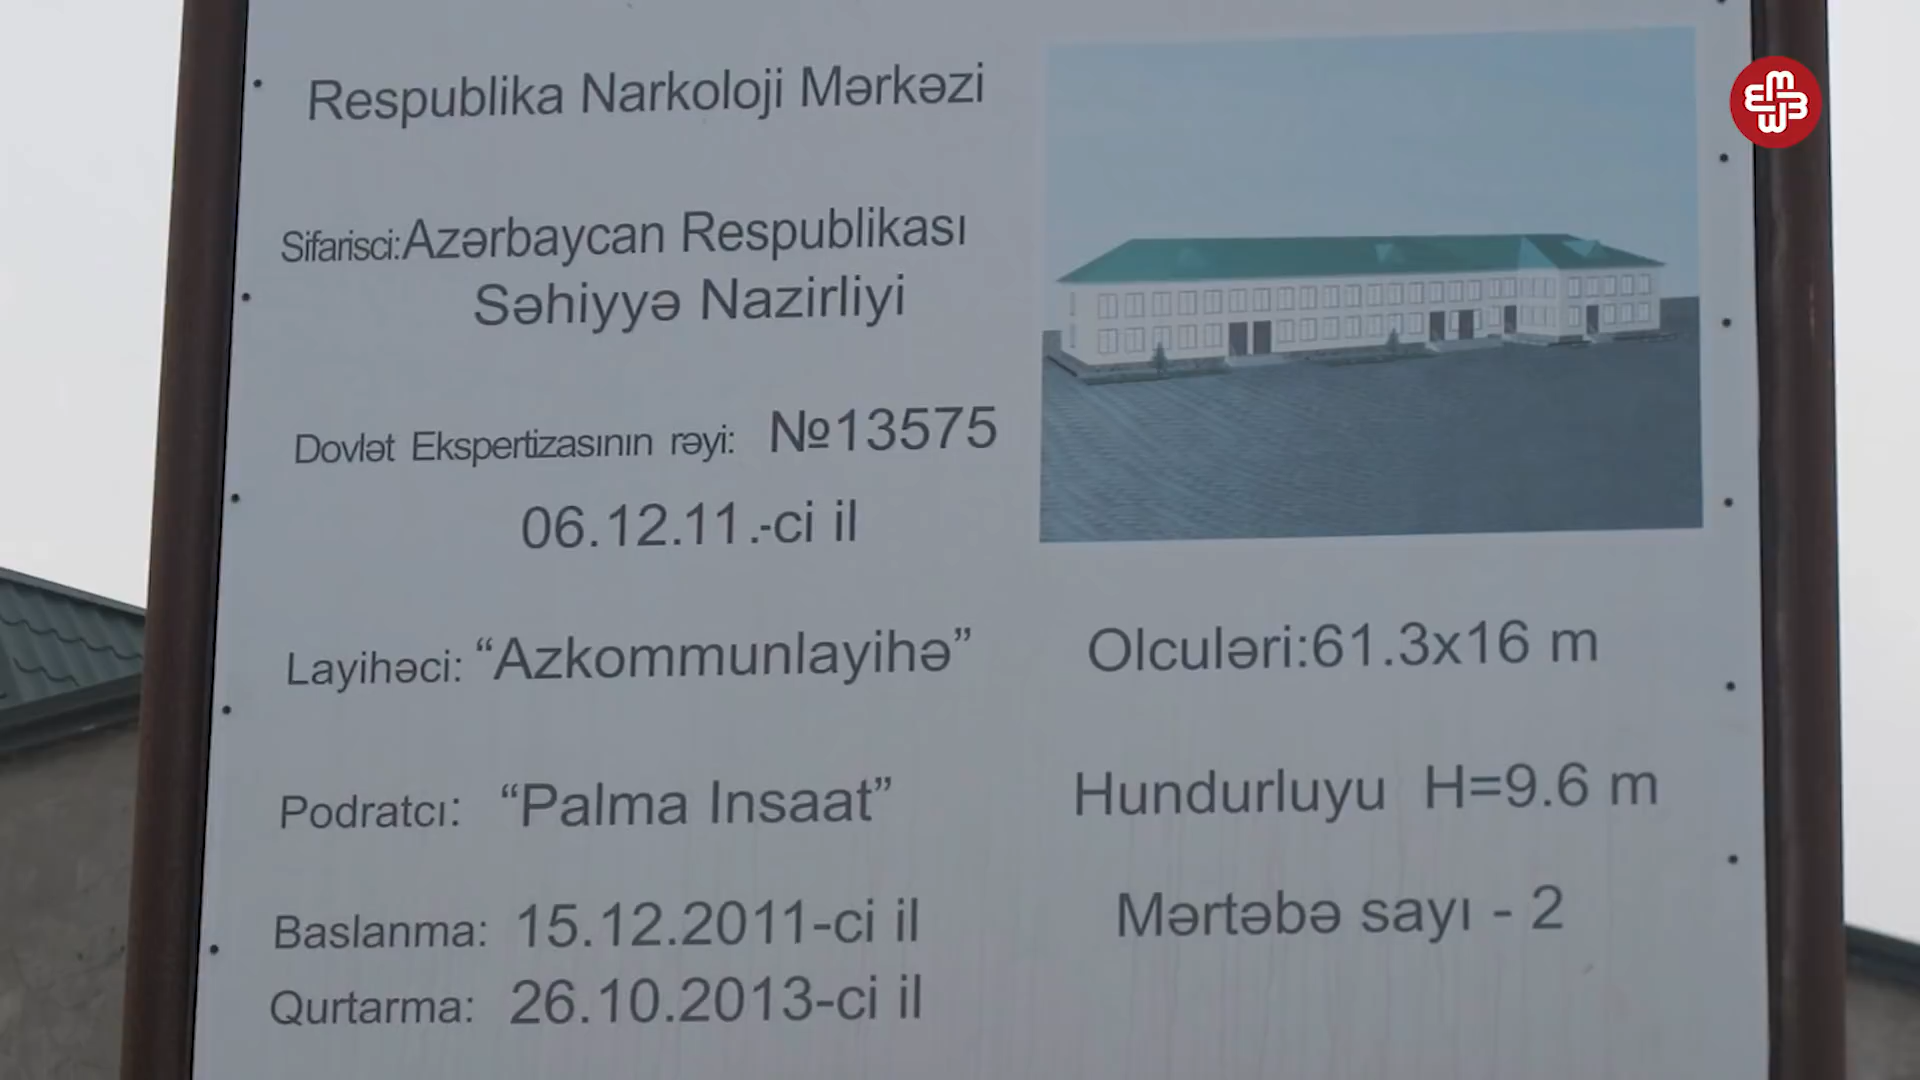 Respublika Narkoloji Mərkəzi
Sifarisci:Azərbaycan Respublikası
Səhiyyə Nazirliyi
Dovlət Ekspertizasının rəyi: №13575
06.12.11.-ci il
Layihəci: “Azkommunlayihə”
Podratcı: “Palma Insaat”
Baslanma: 15.12.2011-ci il
Qurtarma: 26.10.2013-ci il
Olculəri:61.3x16 m
Hundurluyu H=9.6 m
Mərtəbə sayı - 2